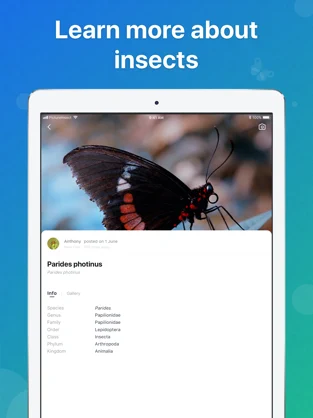 Learn more about
insects
9:41 AM
100%
Anthony posted on 1 June
Parides photinus
Parides photinus
Info Gallery
Species Parides
Genus Papilionidae
Family Papilionidae
Order Lepidoptera
Class Insecta
Phylum Arthropoda
Kingdom Animalia